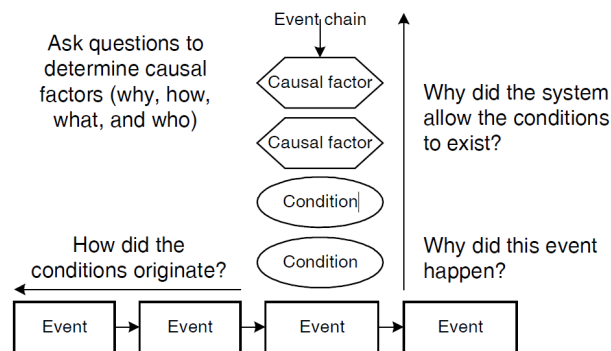 Event chain
Ask questions to
determine causal
factors (why, how,
what, and who)
Causal factor
Causal factor
Condition
Condition
Why did the system
allow the conditions
to exist?
Why did this event
happen?
How did the
conditions originate?
Event
Event
Event
Event